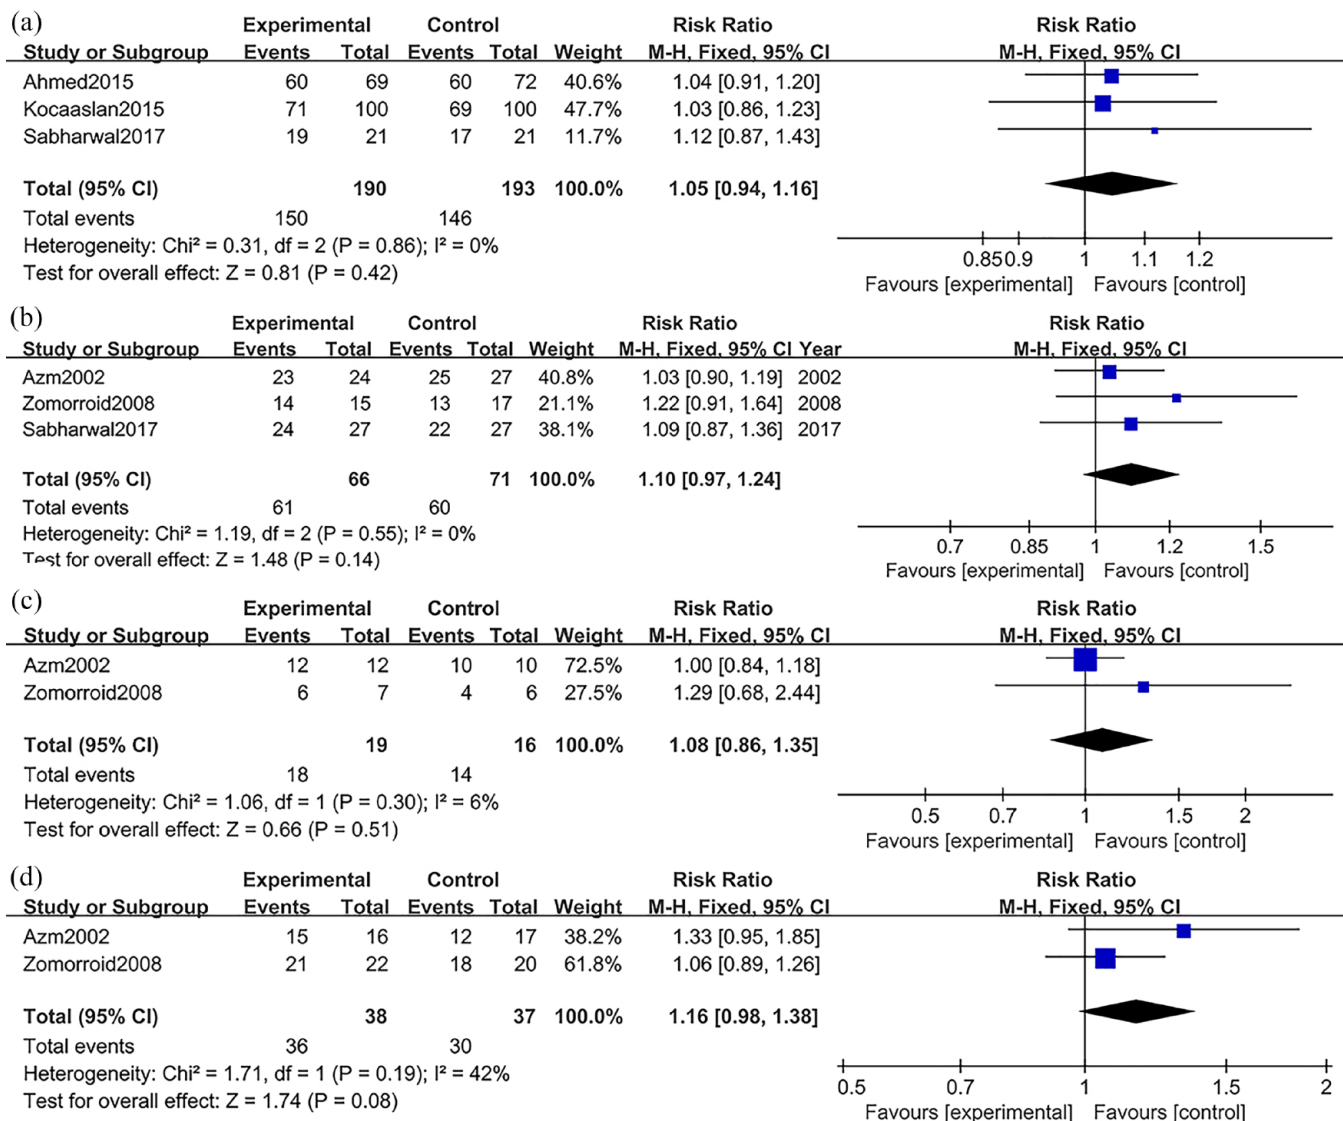 (a) Experimental Control Risk Ratio Risk Ratio
Study or Subgroup Events Total Events Total Weight M-H, Fixed, 95% CI M-H, Fixed, 95% CI
Ahmed2015 60 69 60 72 40.6% 1.04 [0.91, 1.20]
Kocaaslan2015 71 100 69 100 47.7% 1.03 [0.86, 1.23]
Sabharwal2017 19 21 17 21 11.7% 1.12 [0.87, 1.43]
Total (95% CI) 190 193 100.0% 1.05 [0.94, 1.16]
Total events 150 146
Heterogeneity: Chi² = 0.31, df = 2 (P = 0.86); I² = 0%
Test for overall effect: Z = 0.81 (P = 0.42)
0.85 0.9 1 1.1 1.2
Favours [experimental] Favours [control]
(b) Experimental Control Risk Ratio Risk Ratio
Study or Subgroup Events Total Events Total Weight M-H, Fixed, 95% CI Year M-H, Fixed, 95% CI
Azm2002 23 24 25 27 40.8% 1.03 [0.90, 1.19] 2002
Zomorroid2008 14 15 13 17 21.1% 1.22 [0.91, 1.64] 2008
Sabharwal2017 24 27 22 27 38.1% 1.09 [0.87, 1.36] 2017
Total (95% CI) 66 71 100.0% 1.10 [0.97, 1.24]
Total events 61 60
Heterogeneity: Chi² = 1.19, df = 2 (P = 0.55); I² = 0%
Test for overall effect: Z = 1.48 (P = 0.14)
0.7 0.85 1 1.2 1.5
Favours [experimental] Favours [control]
(c) Experimental Control Risk Ratio Risk Ratio
Study or Subgroup Events Total Events Total Weight M-H, Fixed, 95% CI M-H, Fixed, 95% CI
Azm2002 12 12 10 10 72.5% 1.00 [0.84, 1.18]
Zomorroid2008 6 7 4 6 27.5% 1.29 [0.68, 2.44]
Total (95% CI) 19 16 100.0% 1.08 [0.86, 1.35]
Total events 18 14
Heterogeneity: Chi² = 1.06, df = 1 (P = 0.30); I² = 6%
Test for overall effect: Z = 0.66 (P = 0.51)
0.5 0.7 1 1.5 2
Favours [experimental] Favours [control]
(d) Experimental Control Risk Ratio Risk Ratio
Study or Subgroup Events Total Events Total Weight M-H, Fixed, 95% CI M-H, Fixed, 95% CI
Azm2002 15 16 12 17 38.2% 1.33 [0.95, 1.85]
Zomorroid2008 21 22 18 20 61.8% 1.06 [0.89, 1.26]
Total (95% CI) 38 37 100.0% 1.16 [0.98, 1.38]
Total events 36 30
Heterogeneity: Chi² = 1.71, df = 1 (P = 0.19); I² = 42%
Test for overall effect: Z = 1.74 (P = 0.08)
0.5 0.7 1 1.5 2
Favours [experimental] Favours [control]